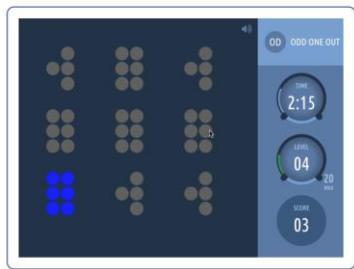 OD ODD ONE OUT
TIME
2:15
LEVEL
04
20
MAX
SCORE
03